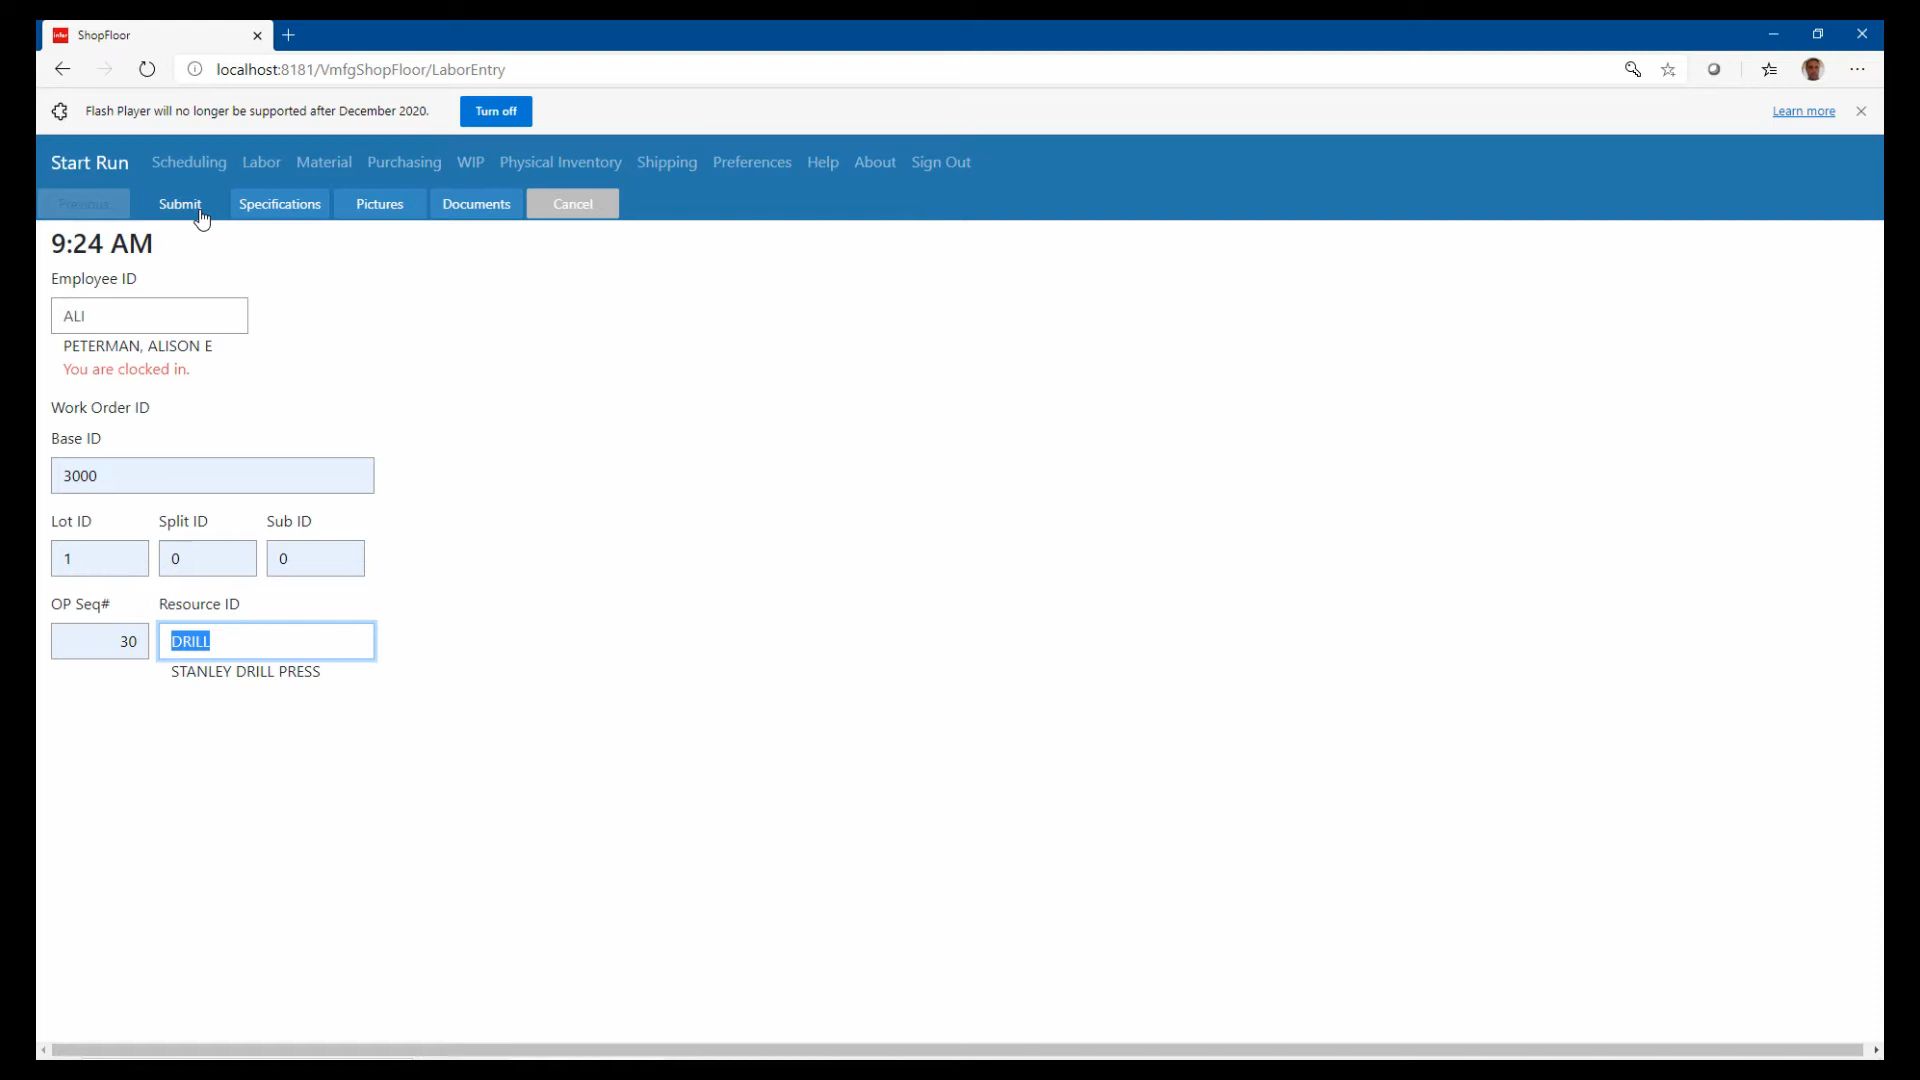 infor ShopFloor
localhost:8181/VmfgShopFloor/LaborEntry
Flash Player will no longer be supported after December 2020. Turn off Learn more
Start Run Scheduling Labor Material Purchasing WIP Physical Inventory Shipping Preferences Help About Sign Out
Previous Submit Specifications Pictures Documents Cancel
9:24 AM
Employee ID
ALI
PETERMAN, ALISON E
You are clocked in.
Work Order ID
Base ID
3000
Lot ID Split ID Sub ID
1 0 0
OP Seq# Resource ID
30 DRILL
STANLEY DRILL PRESS